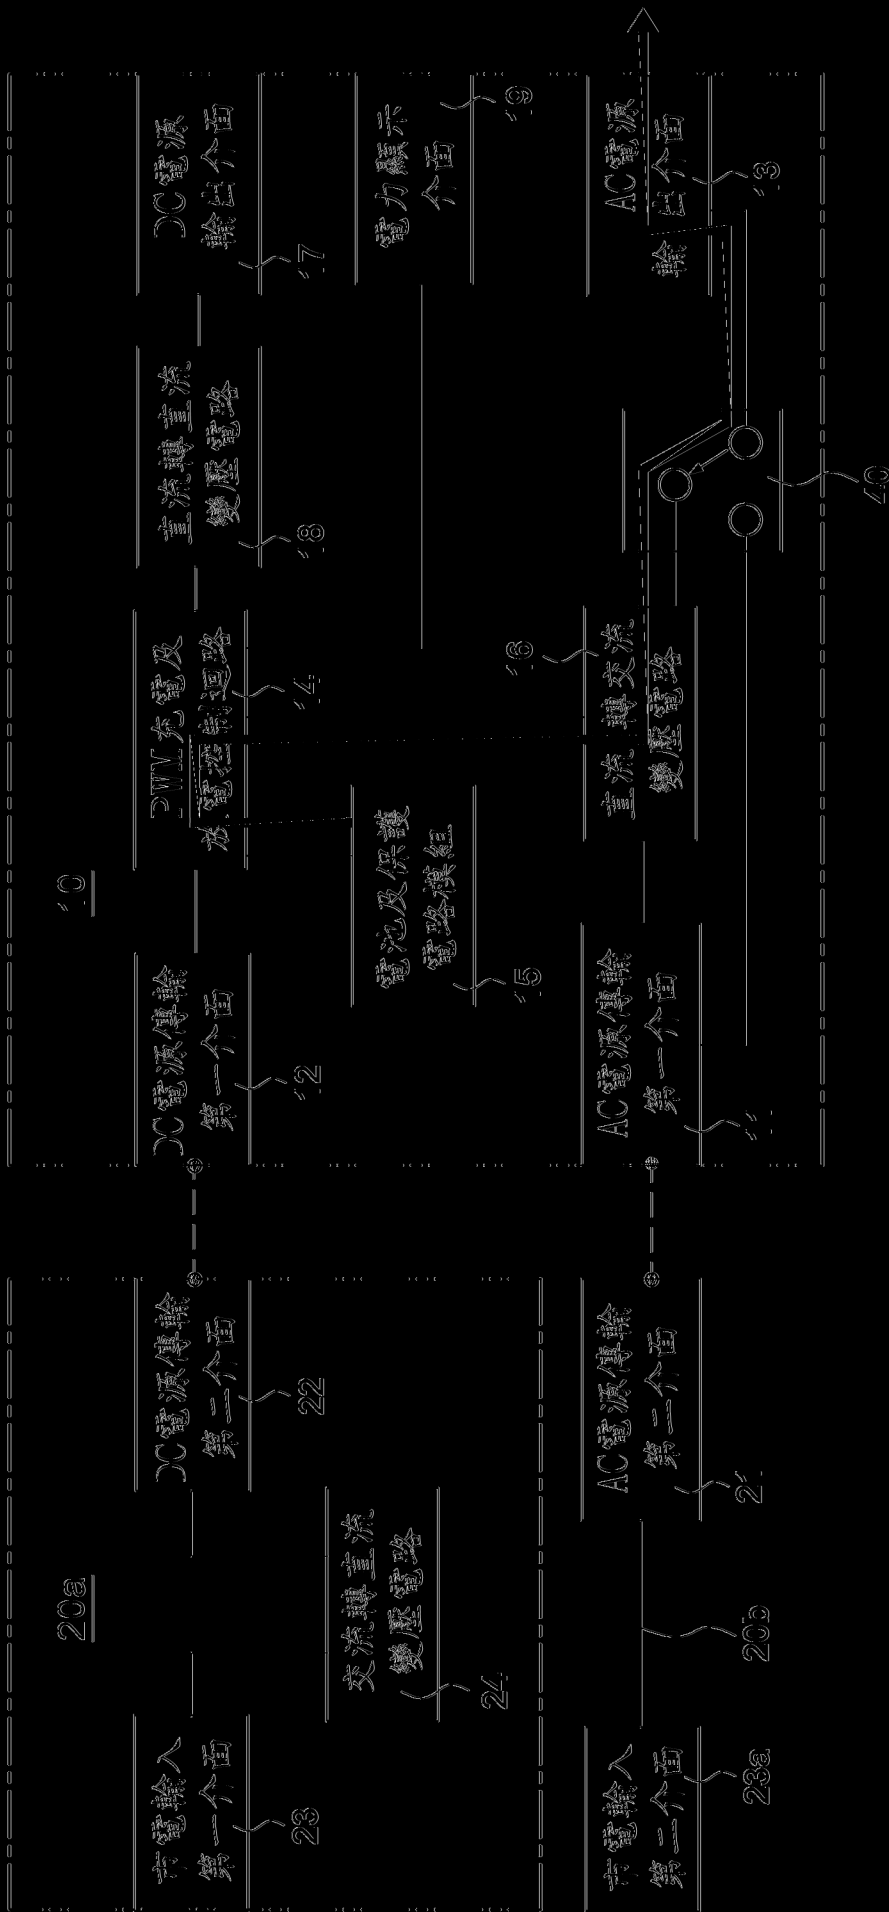 20a
市電輸入
第一介面
23
交流轉直流
變壓電路
24
DC電源傳輸
第二介面
22
市電輸入
第二介面
23a
20b
AC電源傳輸
第二介面
21
10
DC電源傳輸
第一介面
12
PWM充電及
放電控制迴路
14
直流轉直流
變壓電路
18
DC電源
輸出介面
17
電池及保護
電路模組
15
電力顯示
介面
19
AC電源傳輸
第一介面
11
直流轉交流
變壓電路
16
40
AC電源
輸出介面
13